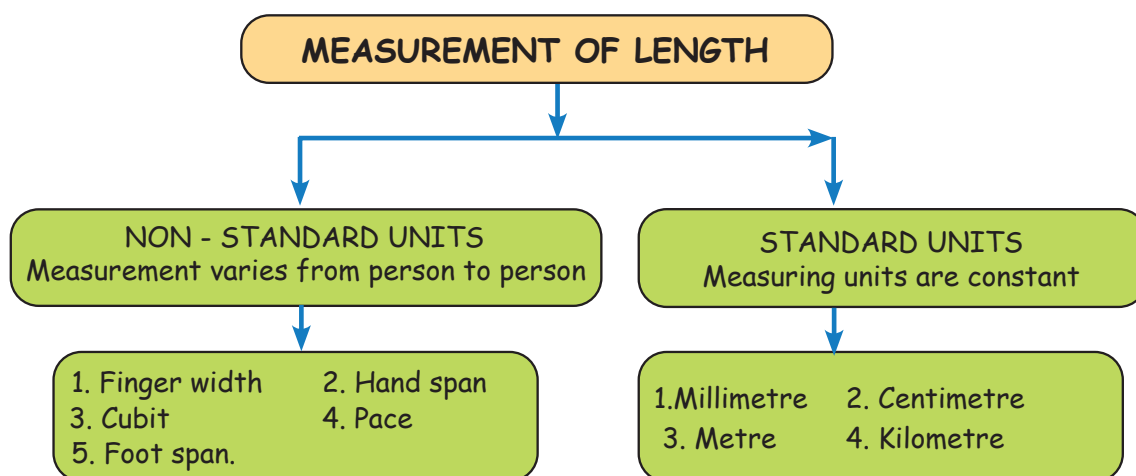 MEASUREMENT OF LENGTH
NON - STANDARD UNITS
Measurement varies from person to person
STANDARD UNITS
Measuring units are constant
1. Finger width 2. Hand span
3. Cubit 4. Pace
5. Foot span.
1.Millimetre 2. Centimetre
3. Metre 4. Kilometre